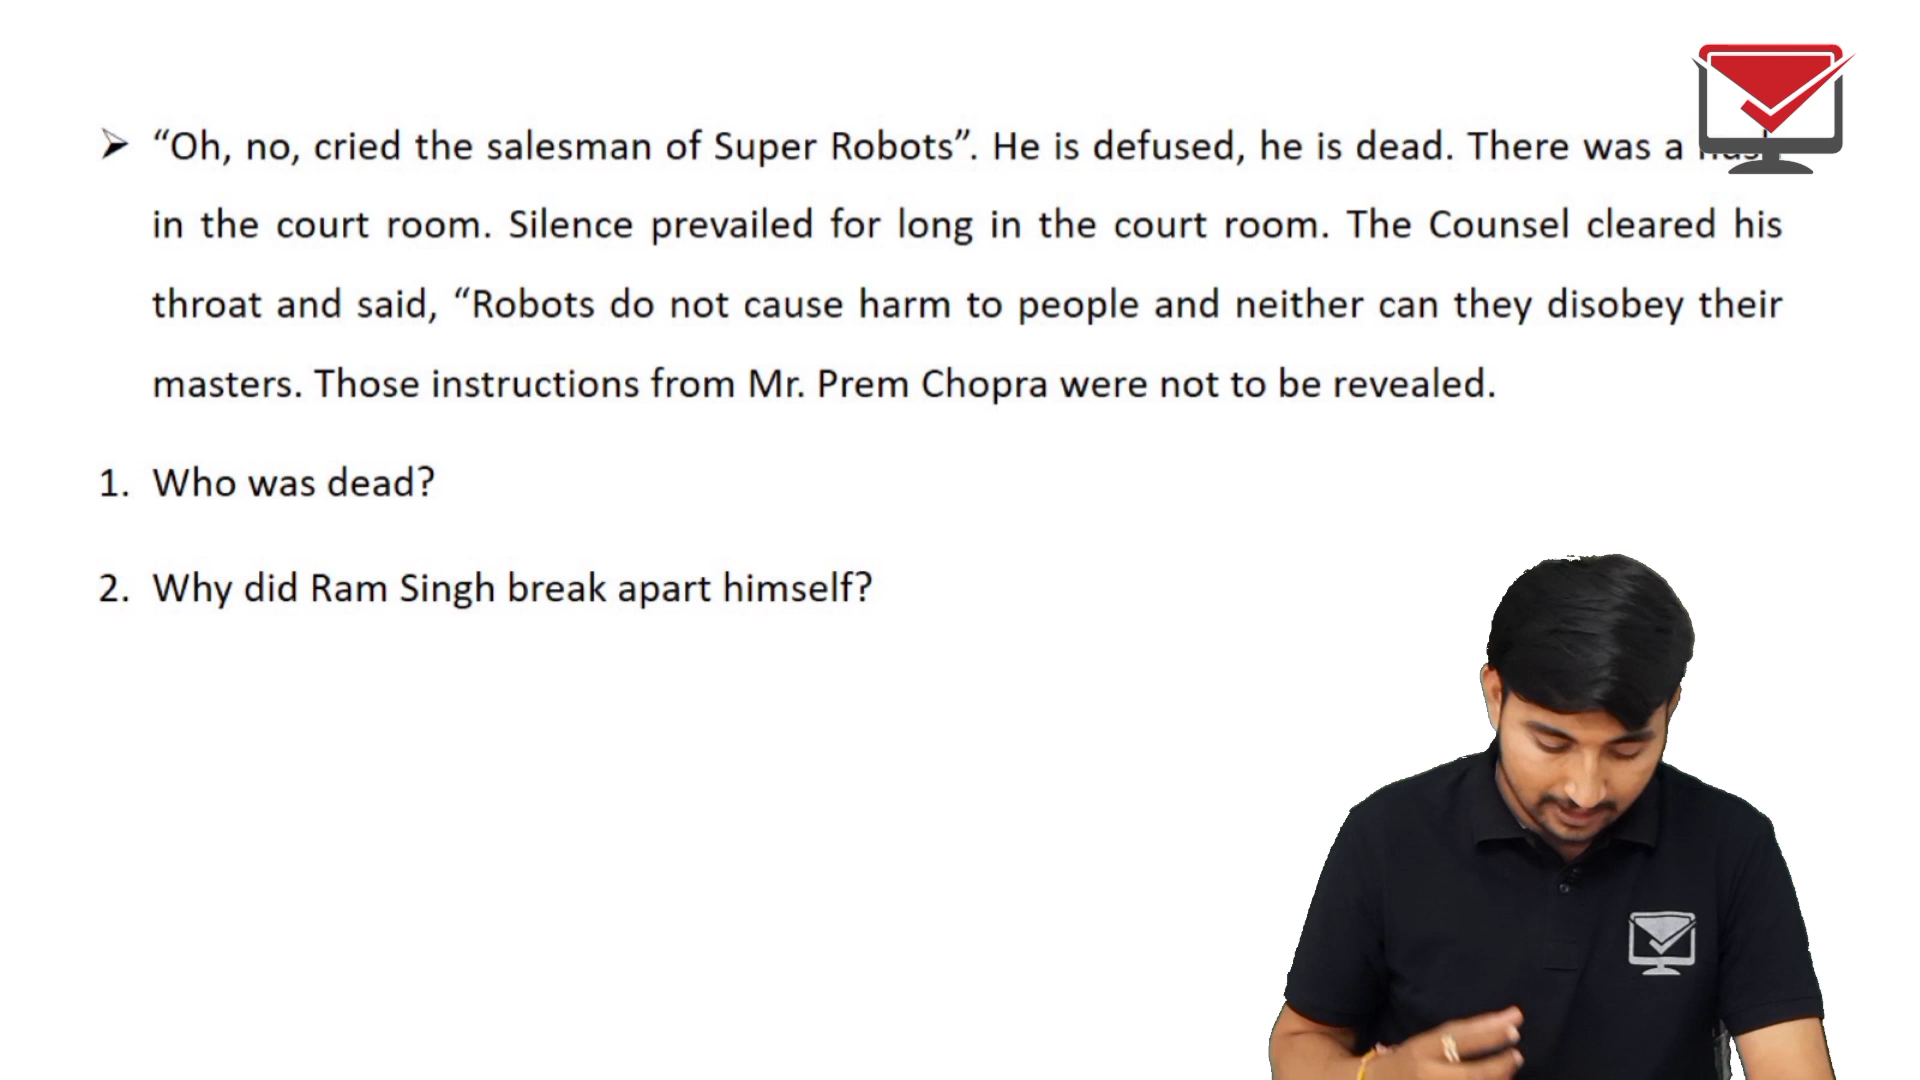 ➢ “Oh, no, cried the salesman of Super Robots”. He is defused, he is dead. There was a
in the court room. Silence prevailed for long in the court room. The Counsel cleared his
throat and said, “Robots do not cause harm to people and neither can they disobey their
masters. Those instructions from Mr. Prem Chopra were not to be revealed.
1. Who was dead?
2. Why did Ram Singh break apart himself?